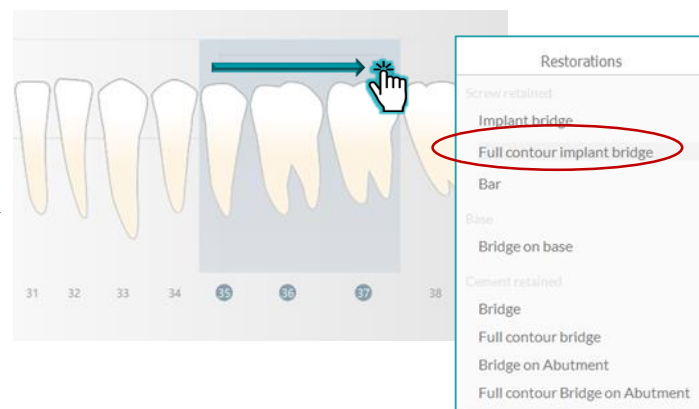 31 32 33 34 35 36 37 38
Restorations
Screw retained
Implant bridge
Full contour implant bridge
Bar
Base
Bridge on base
Cement retained
Bridge
Full contour bridge
Bridge on Abutment
Full contour Bridge on Abutment